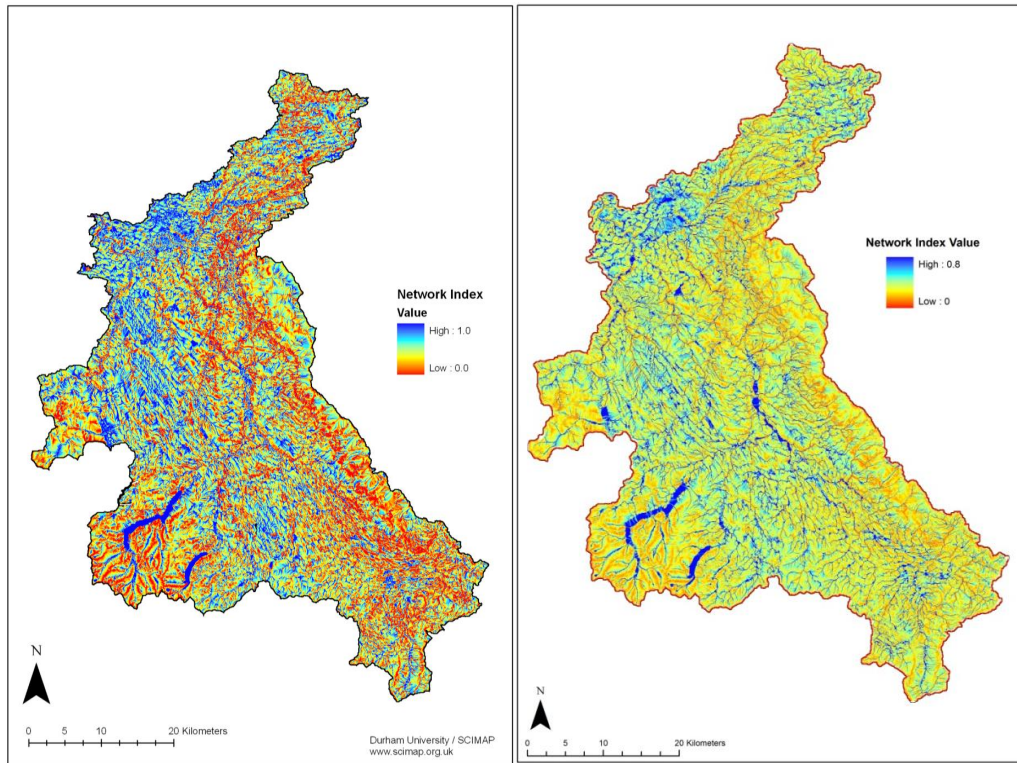 Network Index
Value
High : 1.0
Low : 0.0
N
0 5 10 20 Kilometers
Durham University / SCIMAP
www.scimap.org.uk
Network Index Value
High : 0.8
Low : 0
N
0 5 10 20 Kilometers